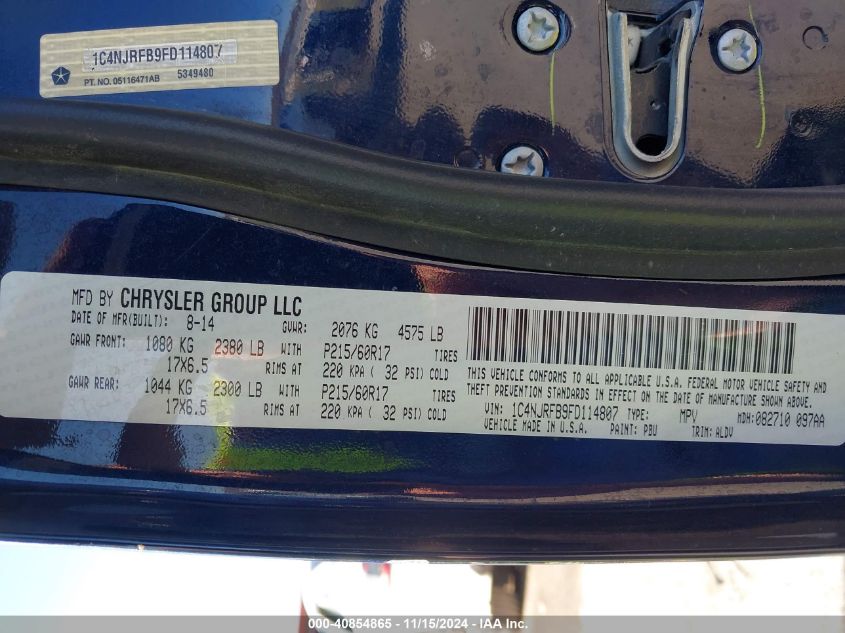 1C4NJRFB9FD114807
PT. NO. 05116471AB 5349480
MFD BY CHRYSLER GROUP LLC
DATE OF MFR(BUILT): 8-14 GVWR: 2076 KG 4575 LB
GAWR FRONT: 1080 KG 2380 LB WITH P215/60R17 TIRES
17X6.5 RIMS AT 220 KPA ( 32 PSI) COLD
GAWR REAR: 1044 KG 2300 LB WITH P215/60R17 TIRES
17X6.5 RIMS AT 220 KPA ( 32 PSI) COLD
THIS VEHICLE CONFORMS TO ALL APPLICABLE U.S.A. FEDERAL MOTOR VEHICLE SAFETY AND
THEFT PREVENTION STANDARDS IN EFFECT ON THE DATE OF MANUFACTURE SHOWN ABOVE.
VIN: 1C4NJRFB9FD114807 TYPE: MPV MDH:082710 097AA
VEHICLE MADE IN U.S.A. PAINT: PBU TRIM: ALDV
000-40854865 - 11/15/2024 - IAA Inc.